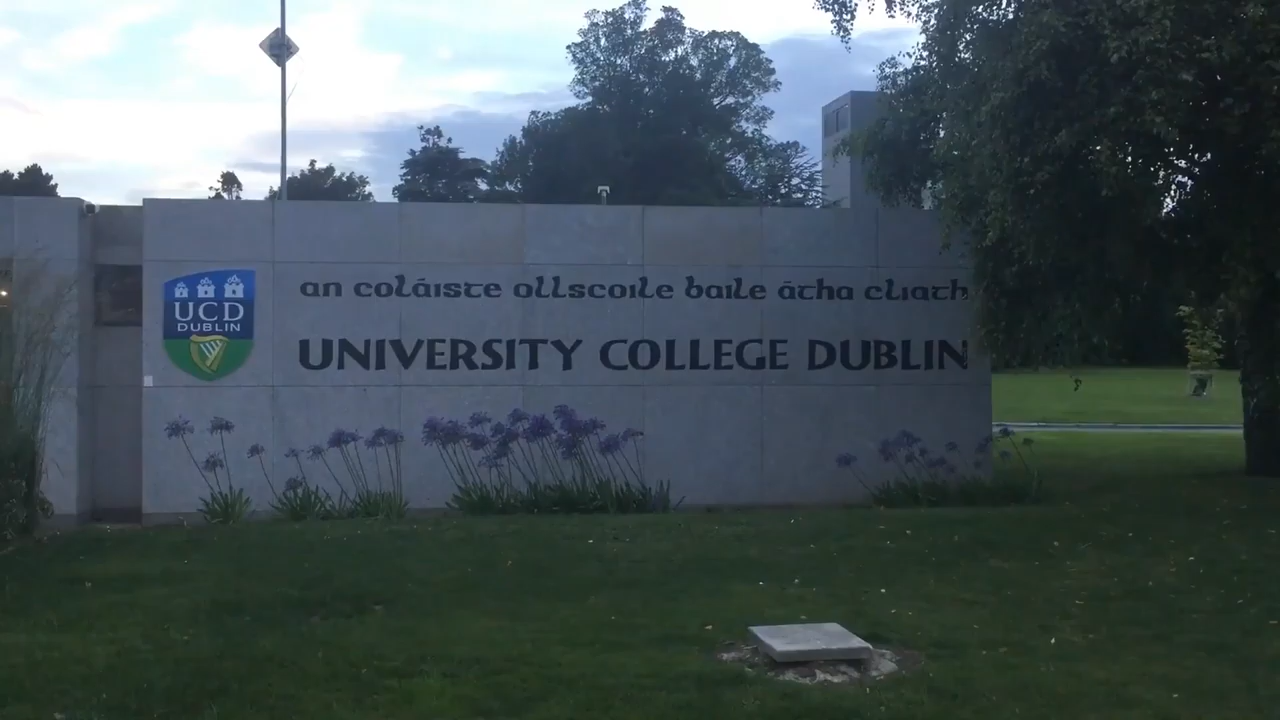 UCD
DUBLIN
an coláiste ollscoile baile átha cliath
UNIVERSITY COLLEGE DUBLIN